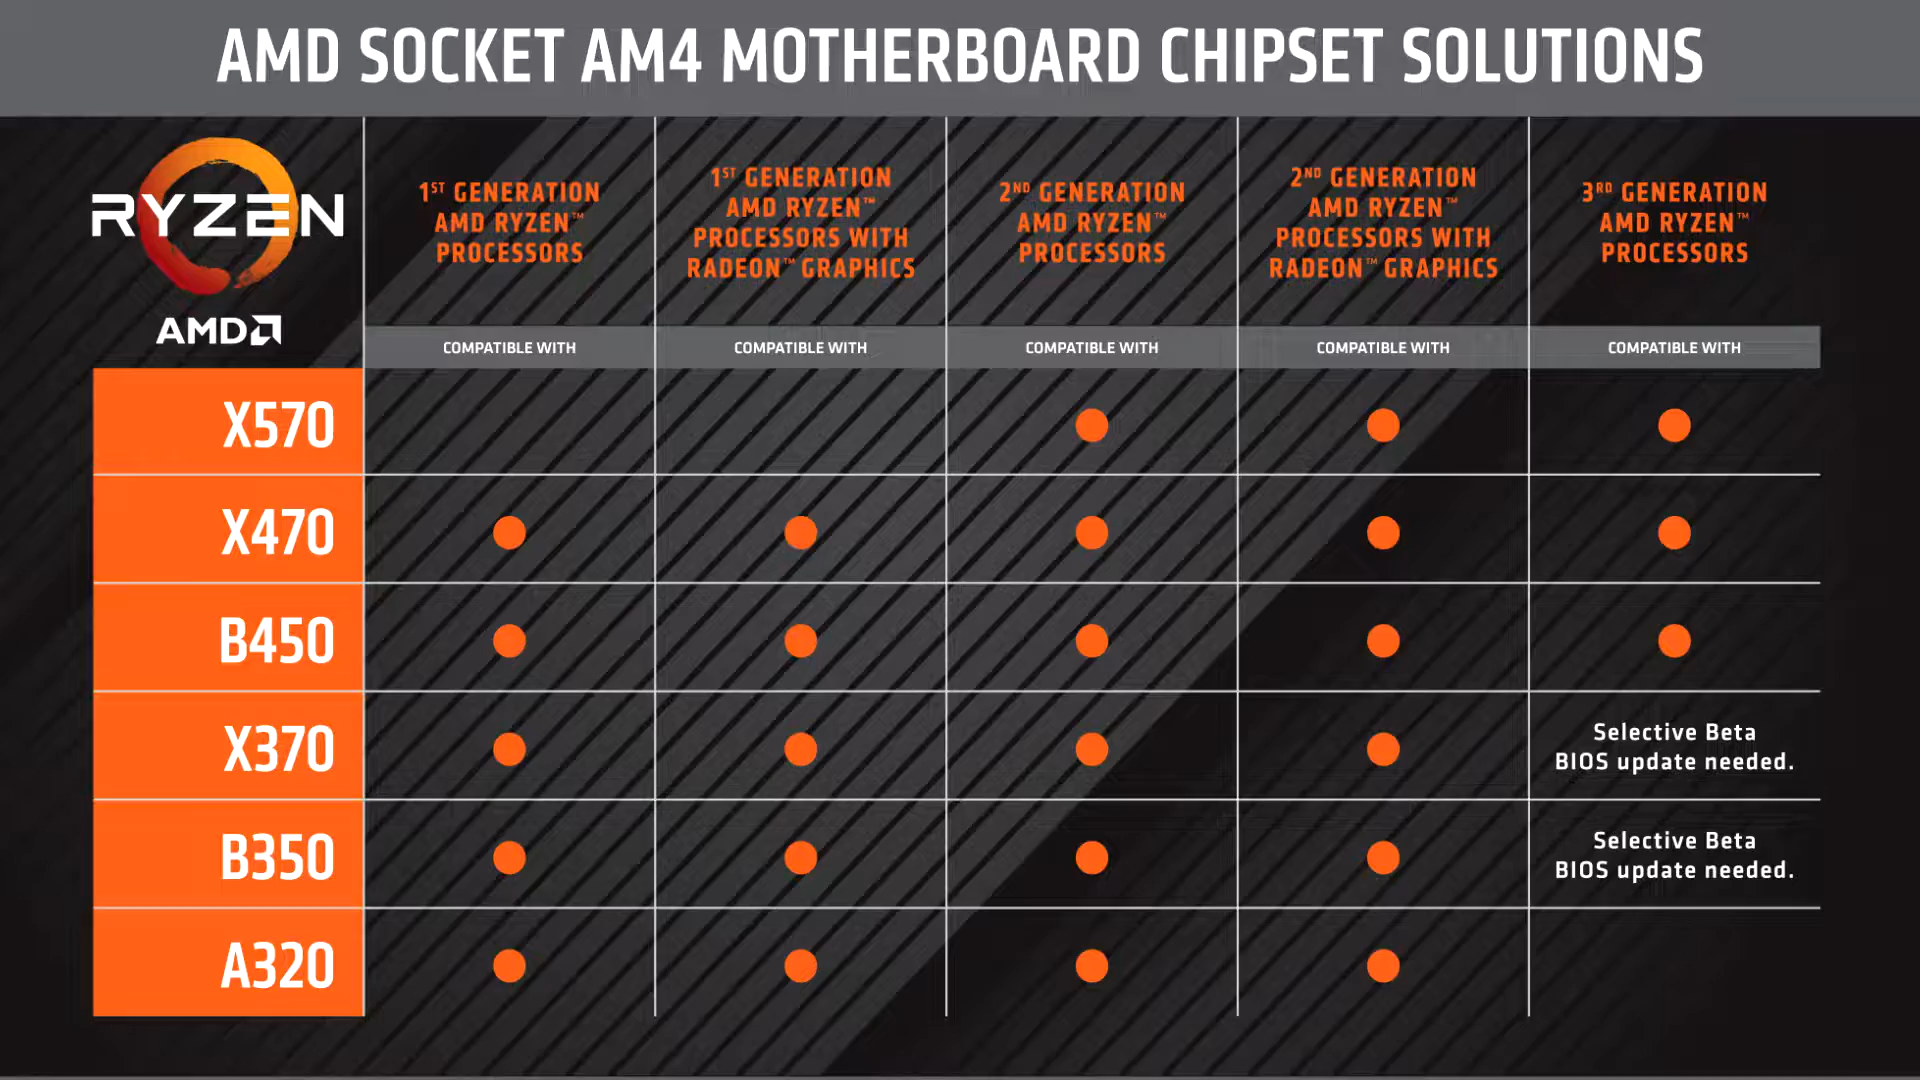 AMD SOCKET AM4 MOTHERBOARD CHIPSET SOLUTIONS
RYZEN
AMD
1ST GENERATION
AMD RYZEN™
PROCESSORS
1ST GENERATION
AMD RYZEN™
PROCESSORS WITH
RADEON™ GRAPHICS
2ND GENERATION
AMD RYZEN™
PROCESSORS
2ND GENERATION
AMD RYZEN™
PROCESSORS WITH
RADEON™ GRAPHICS
3RD GENERATION
AMD RYZEN™
PROCESSORS
COMPATIBLE WITH
COMPATIBLE WITH
COMPATIBLE WITH
COMPATIBLE WITH
COMPATIBLE WITH
X570
X470
B450
X370
Selective Beta
BIOS update needed.
B350
Selective Beta
BIOS update needed.
A320